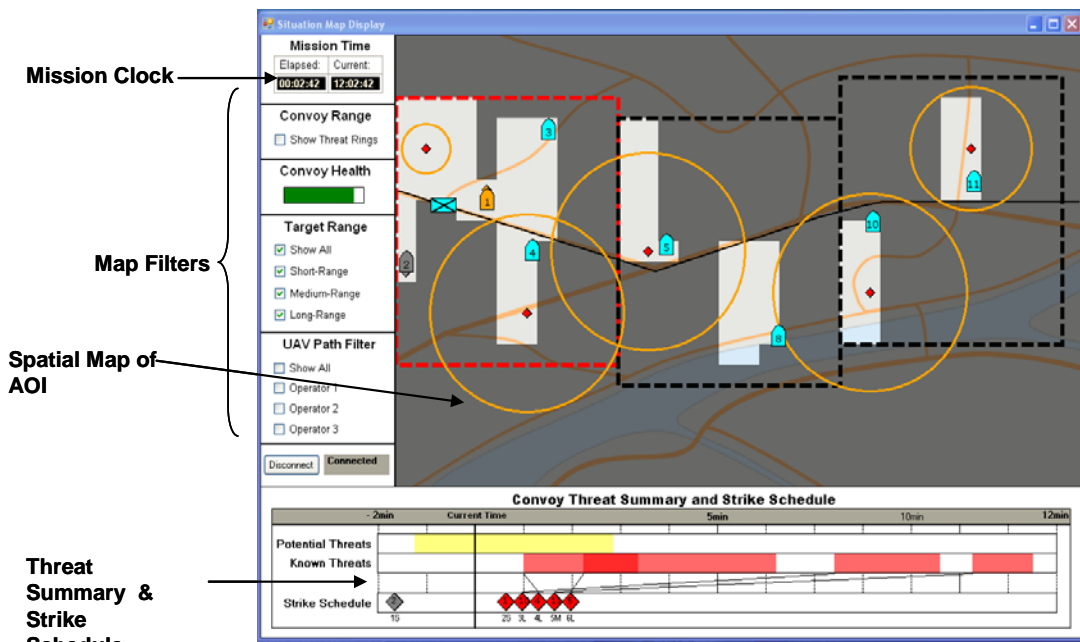 Situation Map Display
Mission Clock
Map Filters
Spatial Map of
AOI
Threat
Summary & 
Strike
Schedule
Mission Time
Elapsed: Current:
00:02:42 12:02:42
Convoy Range
Show Threat Rings
Convoy Health
Target Range
Show All
Short-Range
Medium-Range
Long-Range
UAV Path Filter
Show All
Operator 1
Operator 2
Operator 3
Disconnect Connected
3
1
2
4
5
8
10
11
Convoy Threat Summary and Strike Schedule
- 2min Current Time 5min 10min 12min
Potential Threats
Known Threats
Strike Schedule
1S 2S 3L 4L 5M 6L